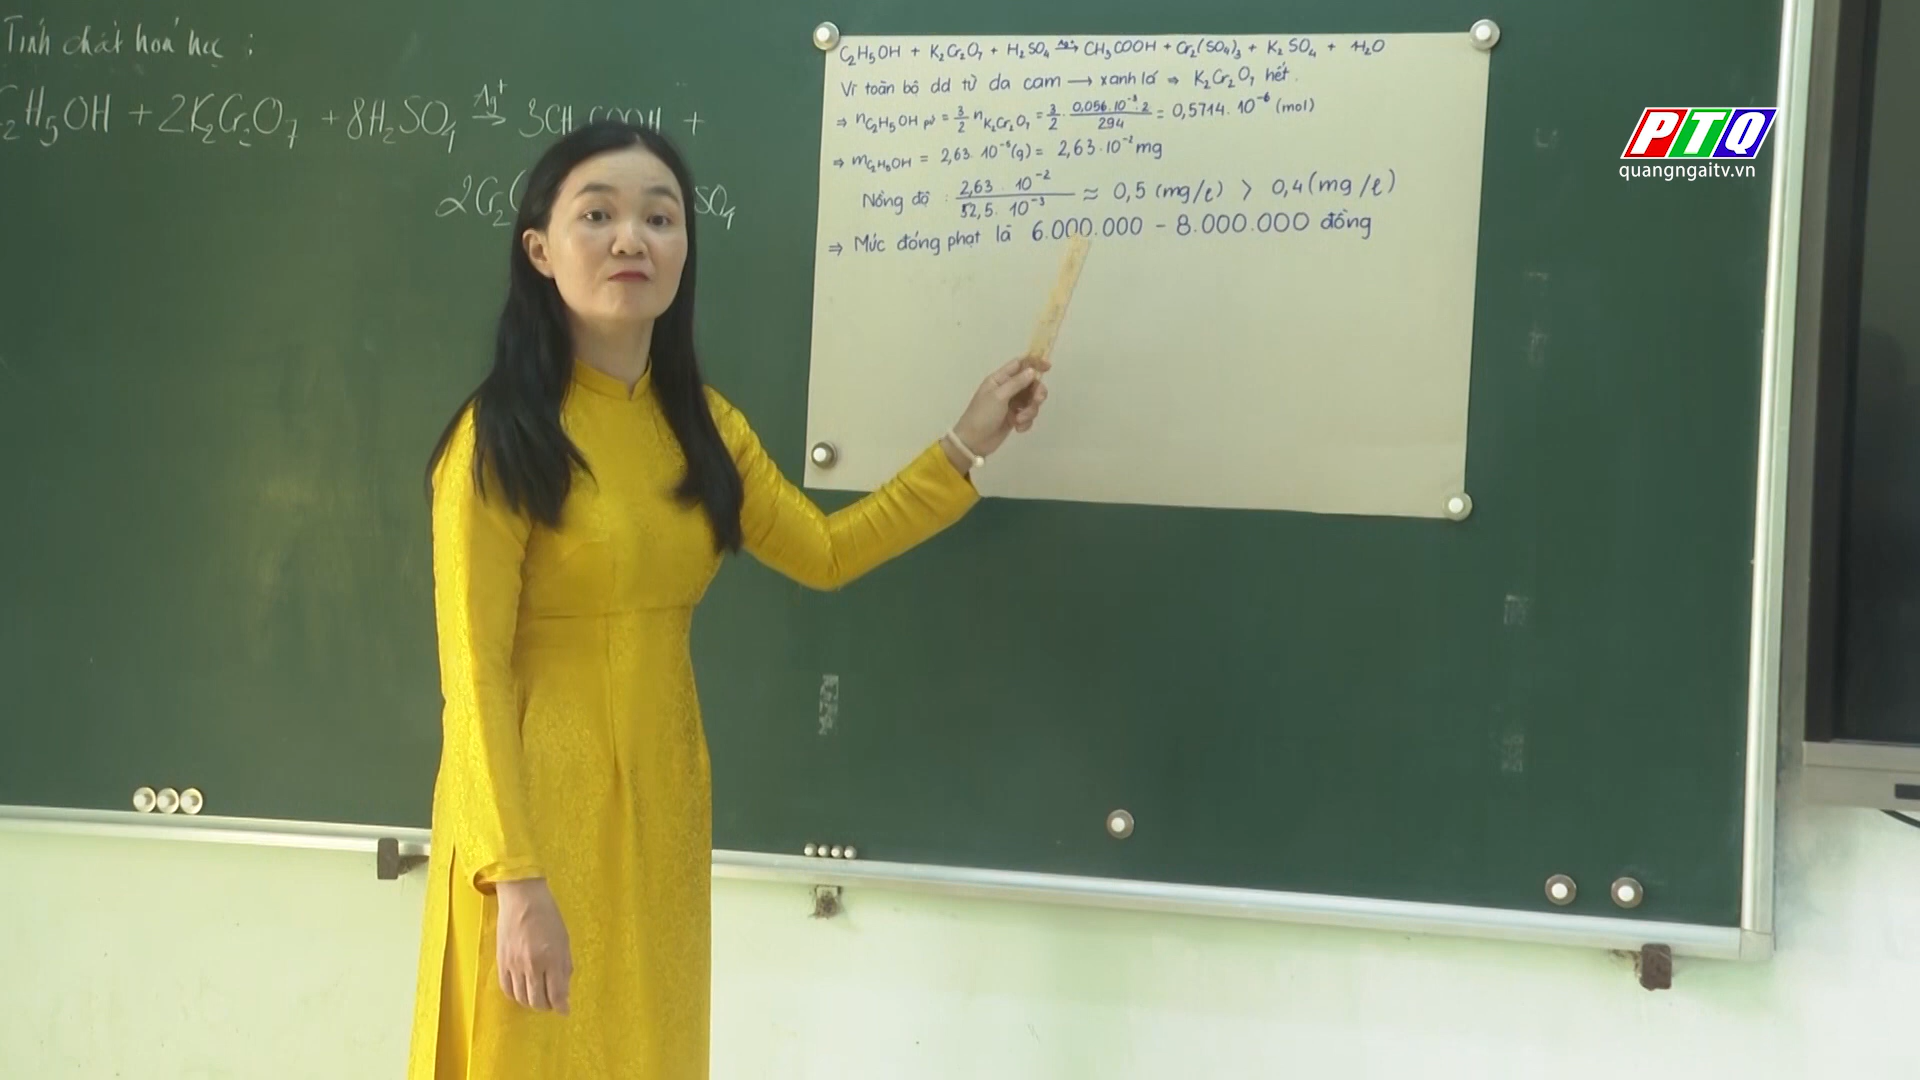 Tính chất hoá học :
C₂H₅OH + 2K₂Cr₂O₇ + 8H₂SO₄ Ag⁺→ 3CH₃COOH +
2Cr₂( SO₄
C₂H₅OH + K₂Cr₂O₇ + H₂SO₄ Ag⁺→ CH₃COOH + Cr₂(SO₄)₃ + K₂SO₄ + H₂O
Vì toàn bộ dd từ da cam → xanh lá ⇒ K₂Cr₂O₇ hết.
⇒ nC₂H₅OH pư = 3/2 nK₂Cr₂O₇ = 3/2 . 0,056.10⁻³.2/294 = 0,5714.10⁻⁶ (mol)
⇒ mC₂H₅OH = 2,63.10⁻⁵(g) = 2,63.10⁻²mg
Nồng độ : 2,63.10⁻²/52,5.10⁻³ ≈ 0,5 (mg/ℓ) > 0,4 (mg/ℓ)
⇒ Mức đóng phạt là 6.000.000 - 8.000.000 đồng
PTQ
quangngaitv.vn